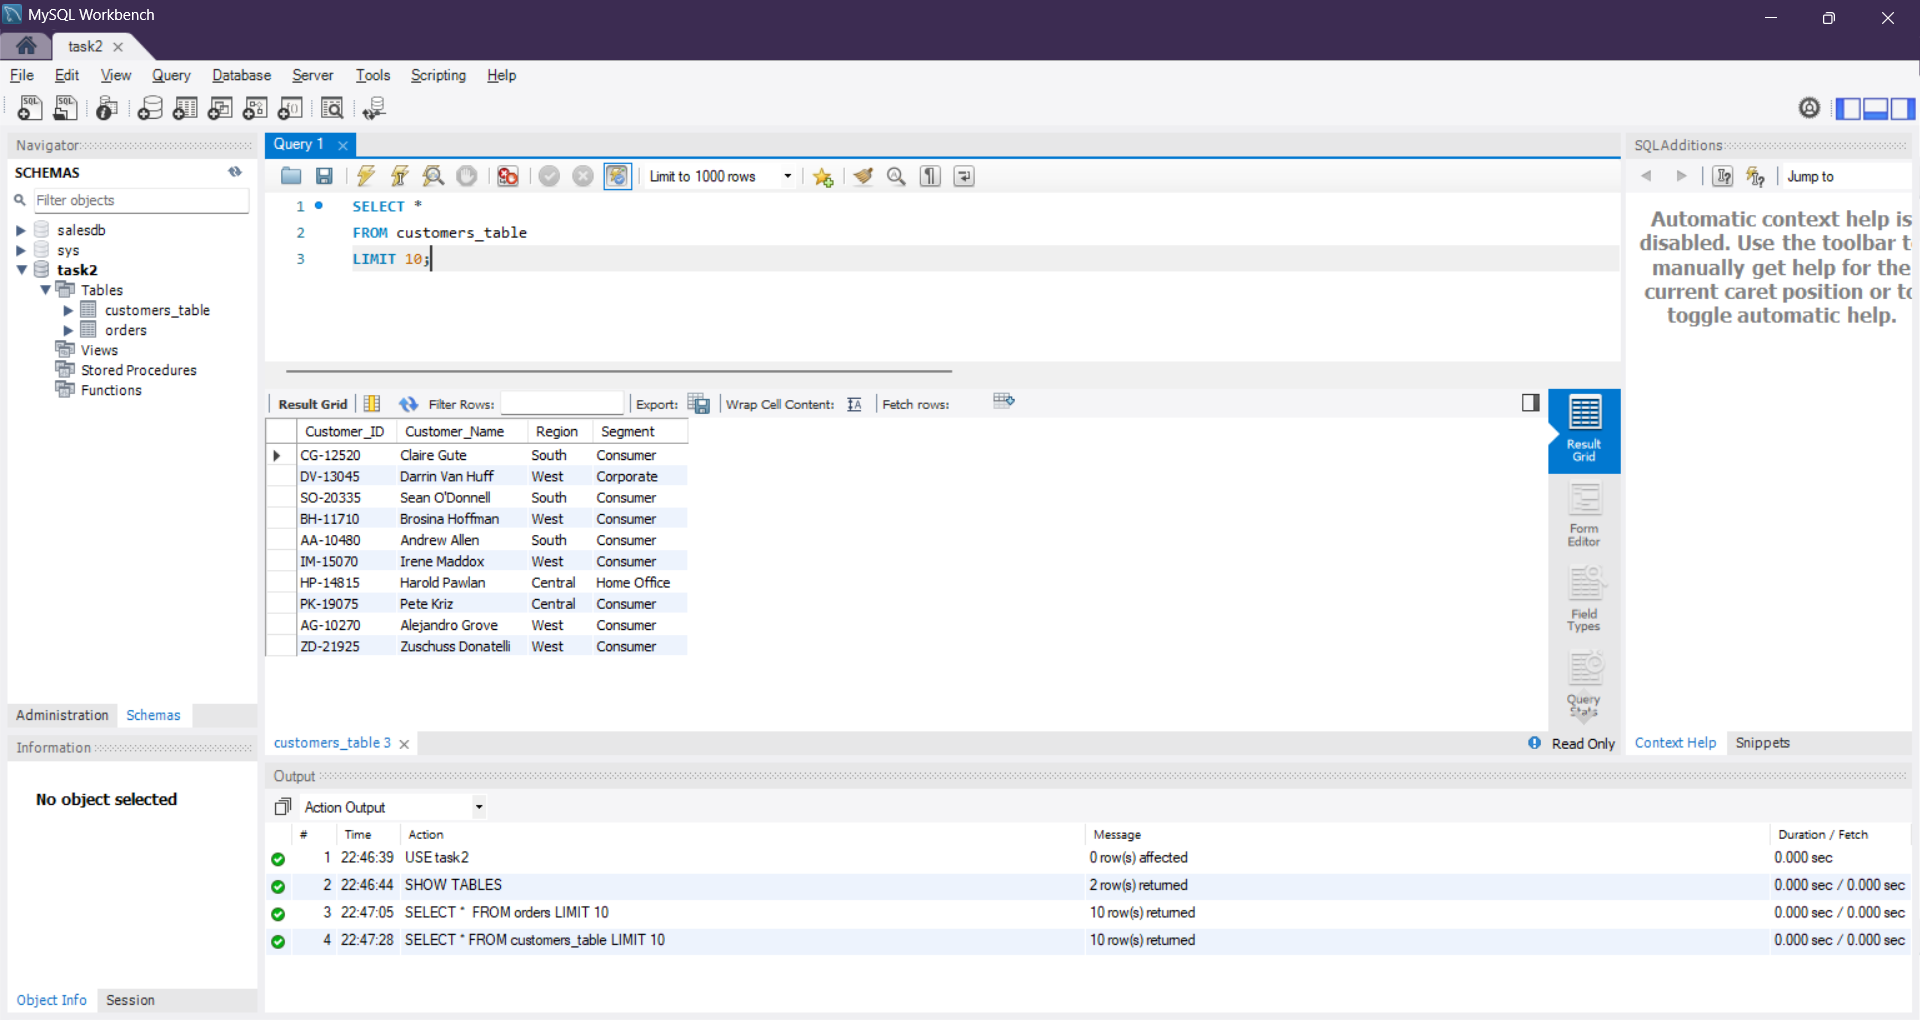 MySQL Workbench
task2
File Edit View Query Database Server Tools Scripting Help
Navigator
SCHEMAS
Filter objects
salesdb
sys
task2
Tables
customers_table
orders
Views
Stored Procedures
Functions
Administration Schemas
Information
No object selected
Object Info Session
Query 1
Limit to 1000 rows
1 SELECT *
2 FROM customers_table
3 LIMIT 10;
Result Grid Filter Rows: Export: Wrap Cell Content: Fetch rows:
Customer_ID Customer_Name Region Segment
CG-12520 Claire Gute South Consumer
DV-13045 Darrin Van Huff West Corporate
SO-20335 Sean O'Donnell South Consumer
BH-11710 Brosina Hoffman West Consumer
AA-10480 Andrew Allen South Consumer
IM-15070 Irene Maddox West Consumer
HP-14815 Harold Pawlan Central Home Office
PK-19075 Pete Kriz Central Consumer
AG-10270 Alejandro Grove West Consumer
ZD-21925 Zuschuss Donatelli West Consumer
Result
Grid
Form
Editor
Field
Types
Query
Stats
customers_table 3
Read Only
SQLAdditions
Jump to
Automatic context help is
disabled. Use the toolbar t
manually get help for the
current caret position or to
toggle automatic help.
Context Help Snippets
Output
Action Output
# Time Action Message Duration / Fetch
1 22:46:39 USE task2 0 row(s) affected 0.000 sec
2 22:46:44 SHOW TABLES 2 row(s) returned 0.000 sec / 0.000 sec
3 22:47:05 SELECT * FROM orders LIMIT 10 10 row(s) returned 0.000 sec / 0.000 sec
4 22:47:28 SELECT * FROM customers_table LIMIT 10 10 row(s) returned 0.000 sec / 0.000 sec